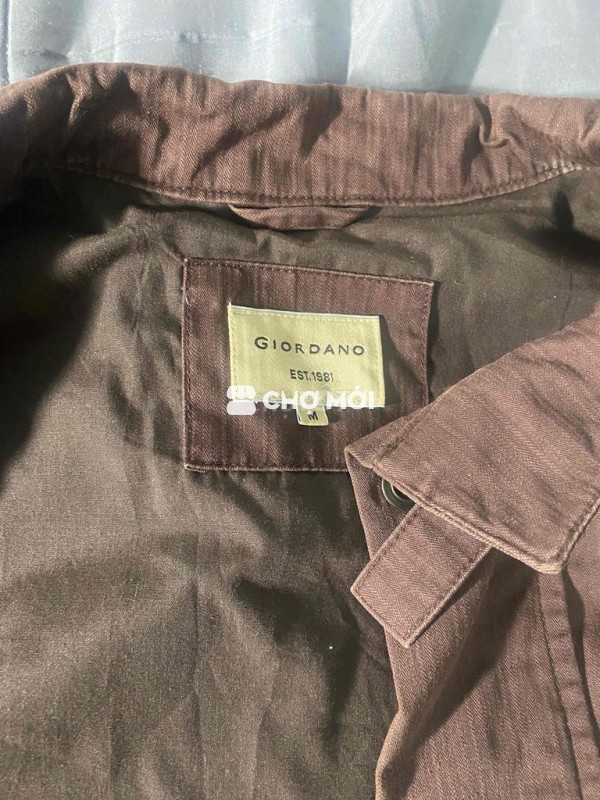 GIORDANO
EST.1981
CHỢ MỚI
M